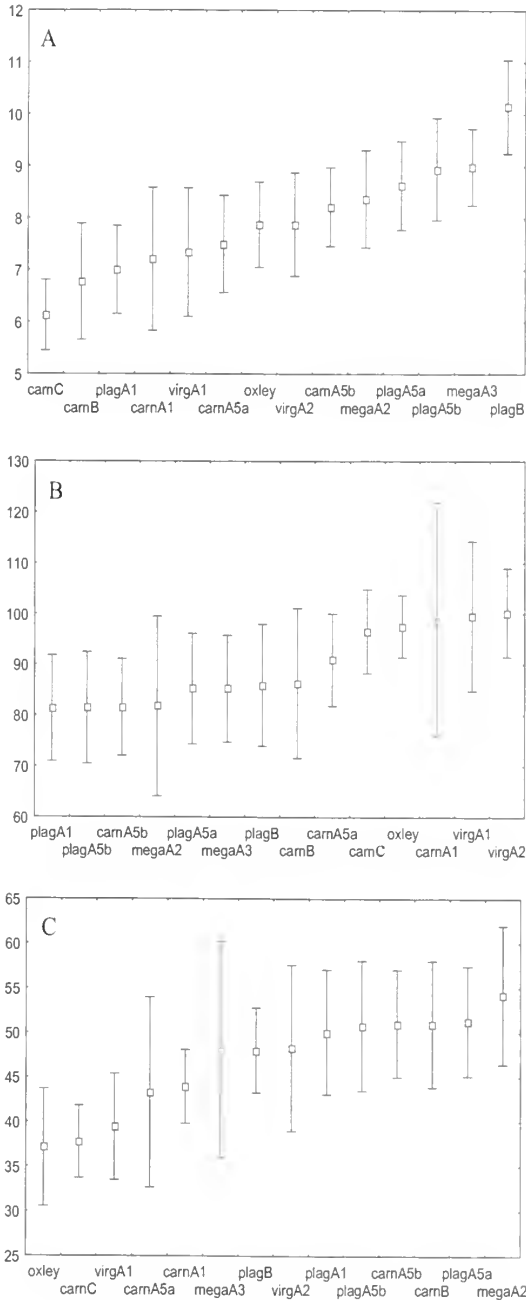 A
12
11
10
9
8
7
6
5
camC plagA1 virgA1 oxley carnA5b plagA5a megaA3
camB carnA1 carnA5a virgA2 megaA2 plagA5b plagB
B
130
120
110
100
90
80
70
60
plagA1 carnA5b plagA5a plagB carnA5a oxley virgA1
plagA5b megaA2 megaA3 camB camC carnA1 virgA2
C
65
60
55
50
45
40
35
30
25
oxley virgA1 carnA1 plagB plagA1 carnA5b plagA5a
carnC carnA5a megaA3 virgA2 plagA5b carnB megaA2